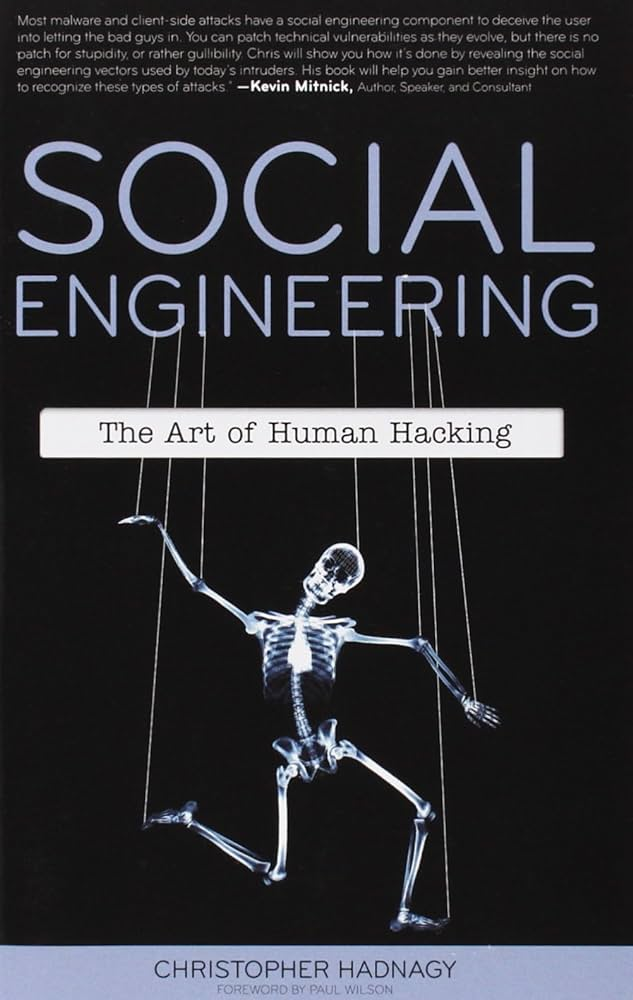 Most malware and client-side attacks have a social engineering component to deceive the user
into letting the bad guys in. You can patch technical vulnerabilities as they evolve, but there is no
patch for stupidity, or rather gullibility. Chris will show you how it's done by revealing the social
engineering vectors used by today's intruders. His book will help you gain better insight on how
to recognize these types of attacks." —Kevin Mitnick, Author, Speaker, and Consultant
SOCIAL
ENGINEERING
The Art of Human Hacking
CHRISTOPHER HADNAGY
FOREWORD BY PAUL WILSON